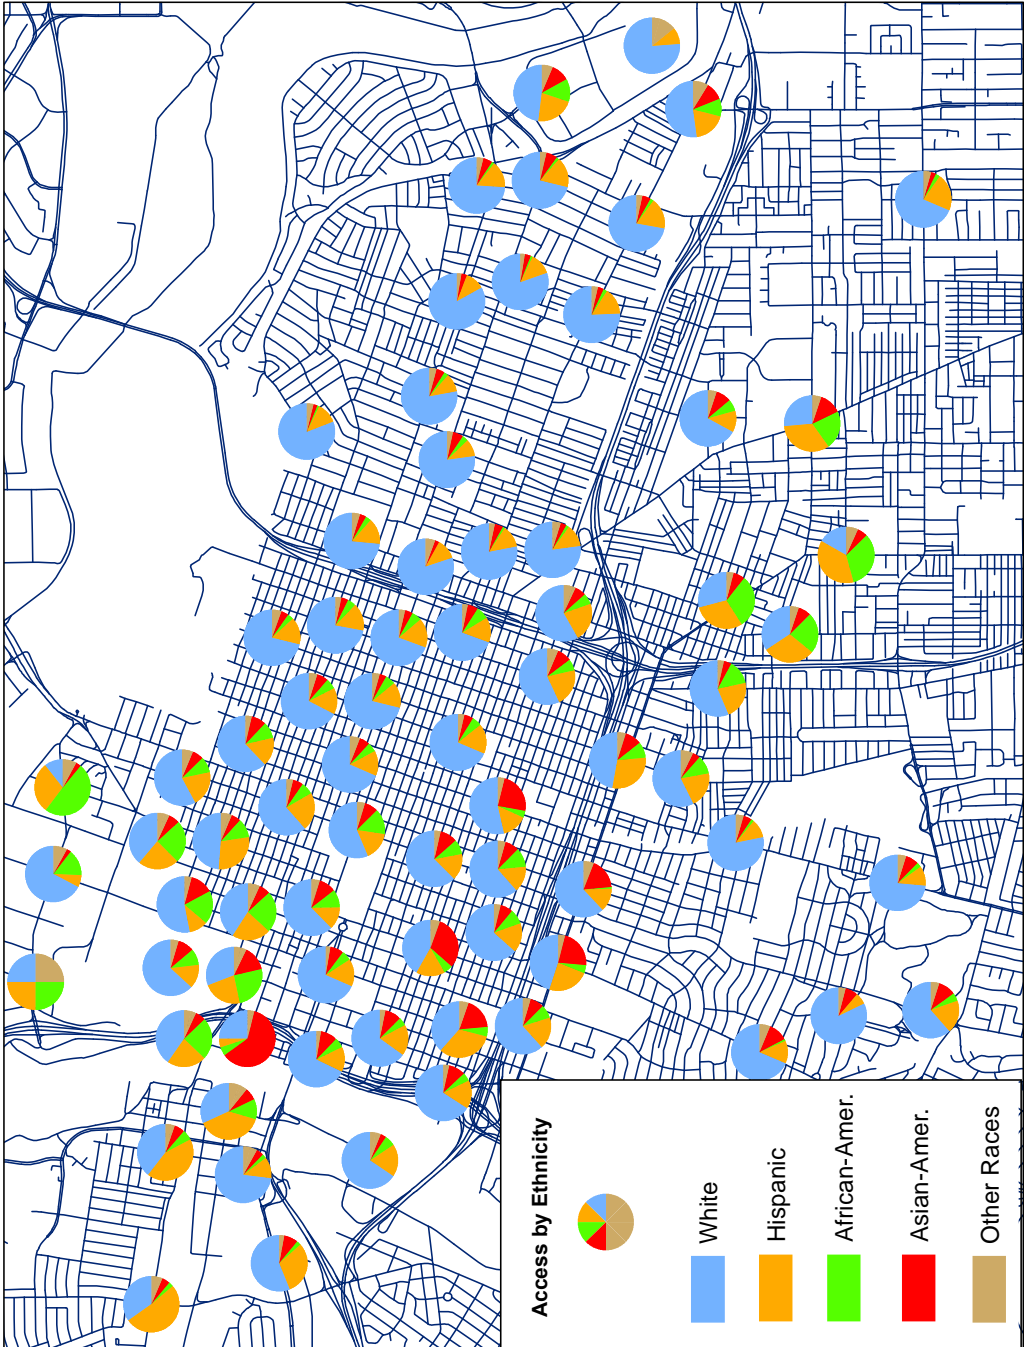 Access by Ethnicity
White
Hispanic
African-Amer.
Asian-Amer.
Other Races